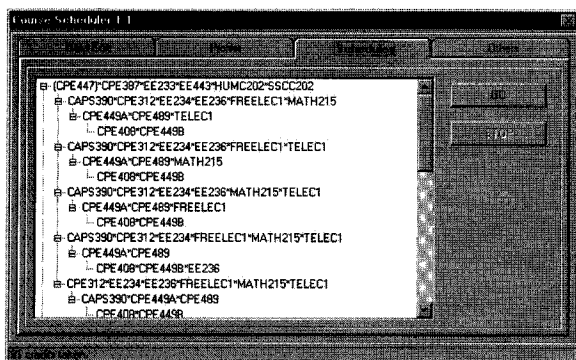 Course Scheduler 1.1
(CPE447)*CPE387*EE233*EE443*HUMC202*SSCC202
CAPS390*CPE312*EE234*EE236*FREELEC1*MATH215
CPE449A*CPE489*TELEC1
CPE408*CPE449B
CAPS390*CPE312*EE234*EE236*FREELEC1*TELEC1
CPE449A*CPE489*MATH215
CPE408*CPE449B
CAPS390*CPE312*EE234*EE236*MATH215*TELEC1
CPE449A*CPE489*FREELEC1
CPE408*CPE449B
CAPS390*CPE312*EE234*FREELEC1*MATH215*TELEC1
CPE449A*CPE489
CPE408*CPE449B*EE236
CPE312*EE234*EE236*FREELEC1*MATH215*TELEC1
CAPS390*CPE449A*CPE489
CPE408*CPE449B